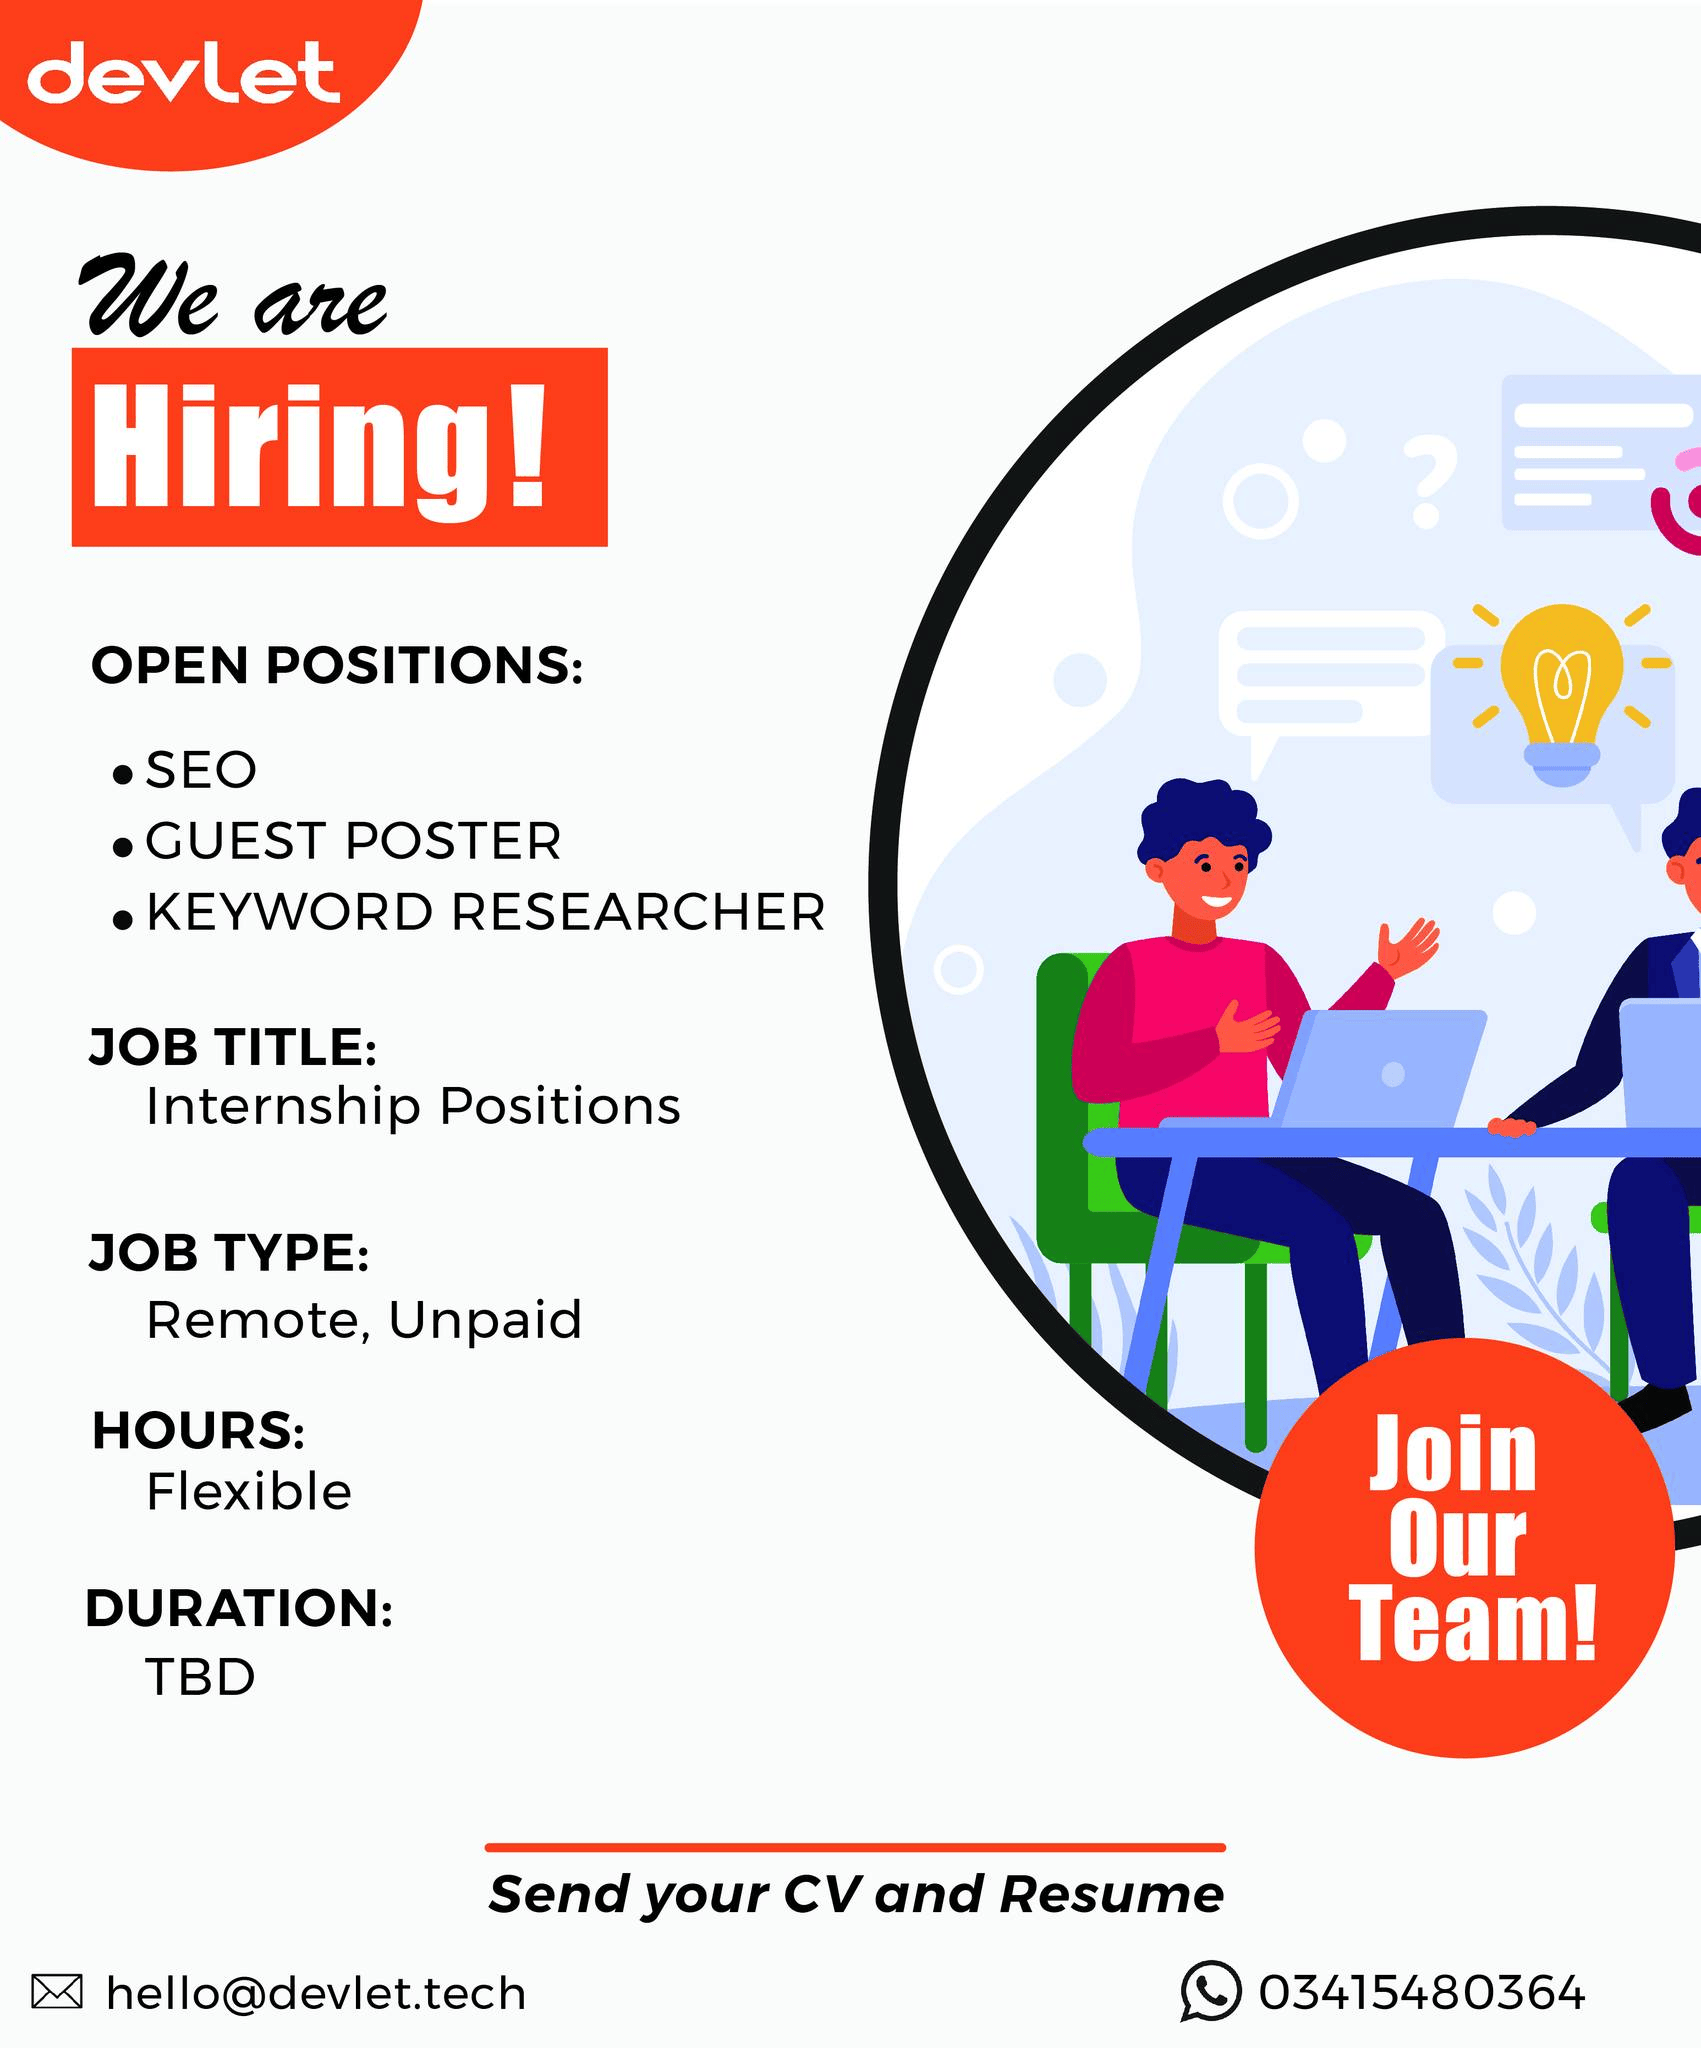 devlet
We are
Hiring!
OPEN POSITIONS:
• SEO
• GUEST POSTER
• KEYWORD RESEARCHER
JOB TITLE:
Internship Positions
JOB TYPE:
Remote, Unpaid
HOURS:
Flexible
DURATION:
TBD
?
Join
Our
Team!
Send your CV and Resume
hello@devlet.tech
03415480364